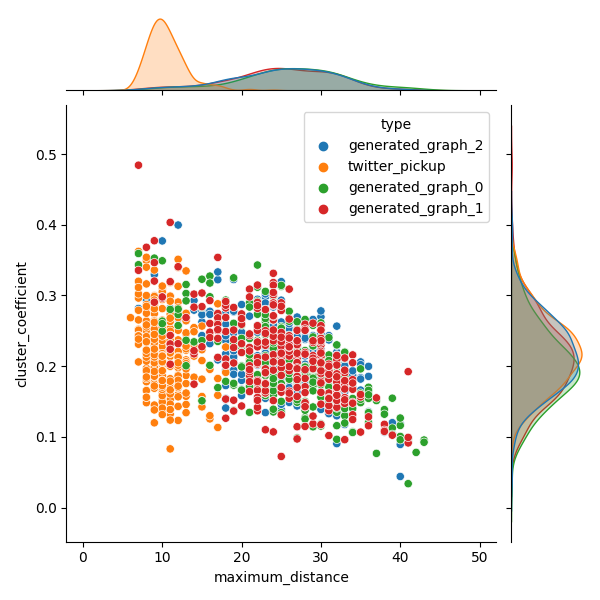 type
generated_graph_2
twitter_pickup
generated_graph_0
generated_graph_1
0.5
0.4
0.3
0.2
0.1
0.0
cluster_coefficient
0 10 20 30 40 50
maximum_distance